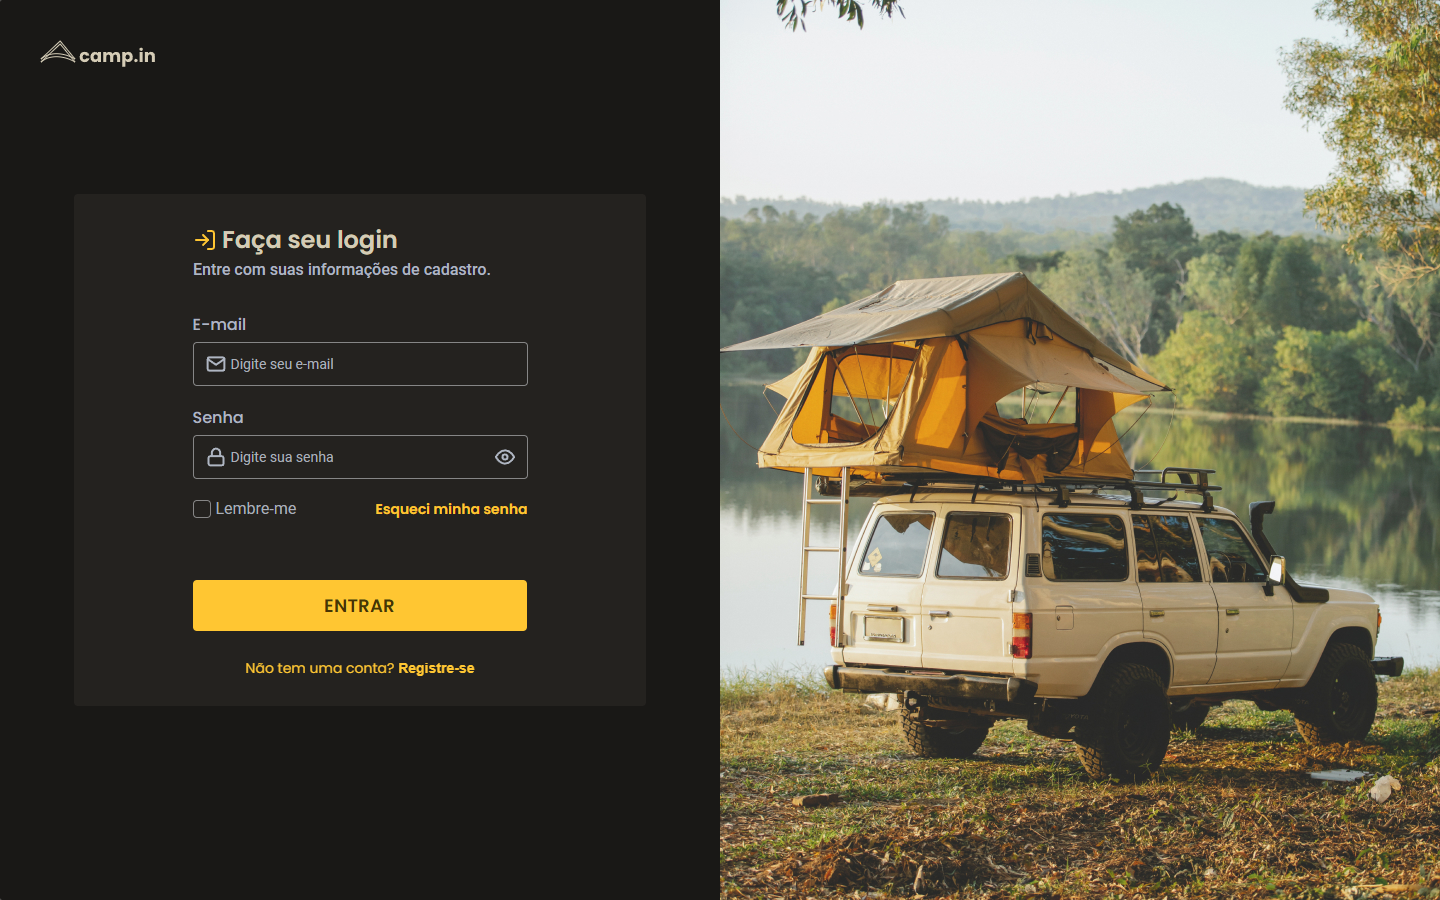 camp.in
Faça seu login
Entre com suas informações de cadastro.
E-mail
Digite seu e-mail
Senha
Digite sua senha
Lembre-me Esqueci minha senha
ENTRAR
Não tem uma conta? Registre-se